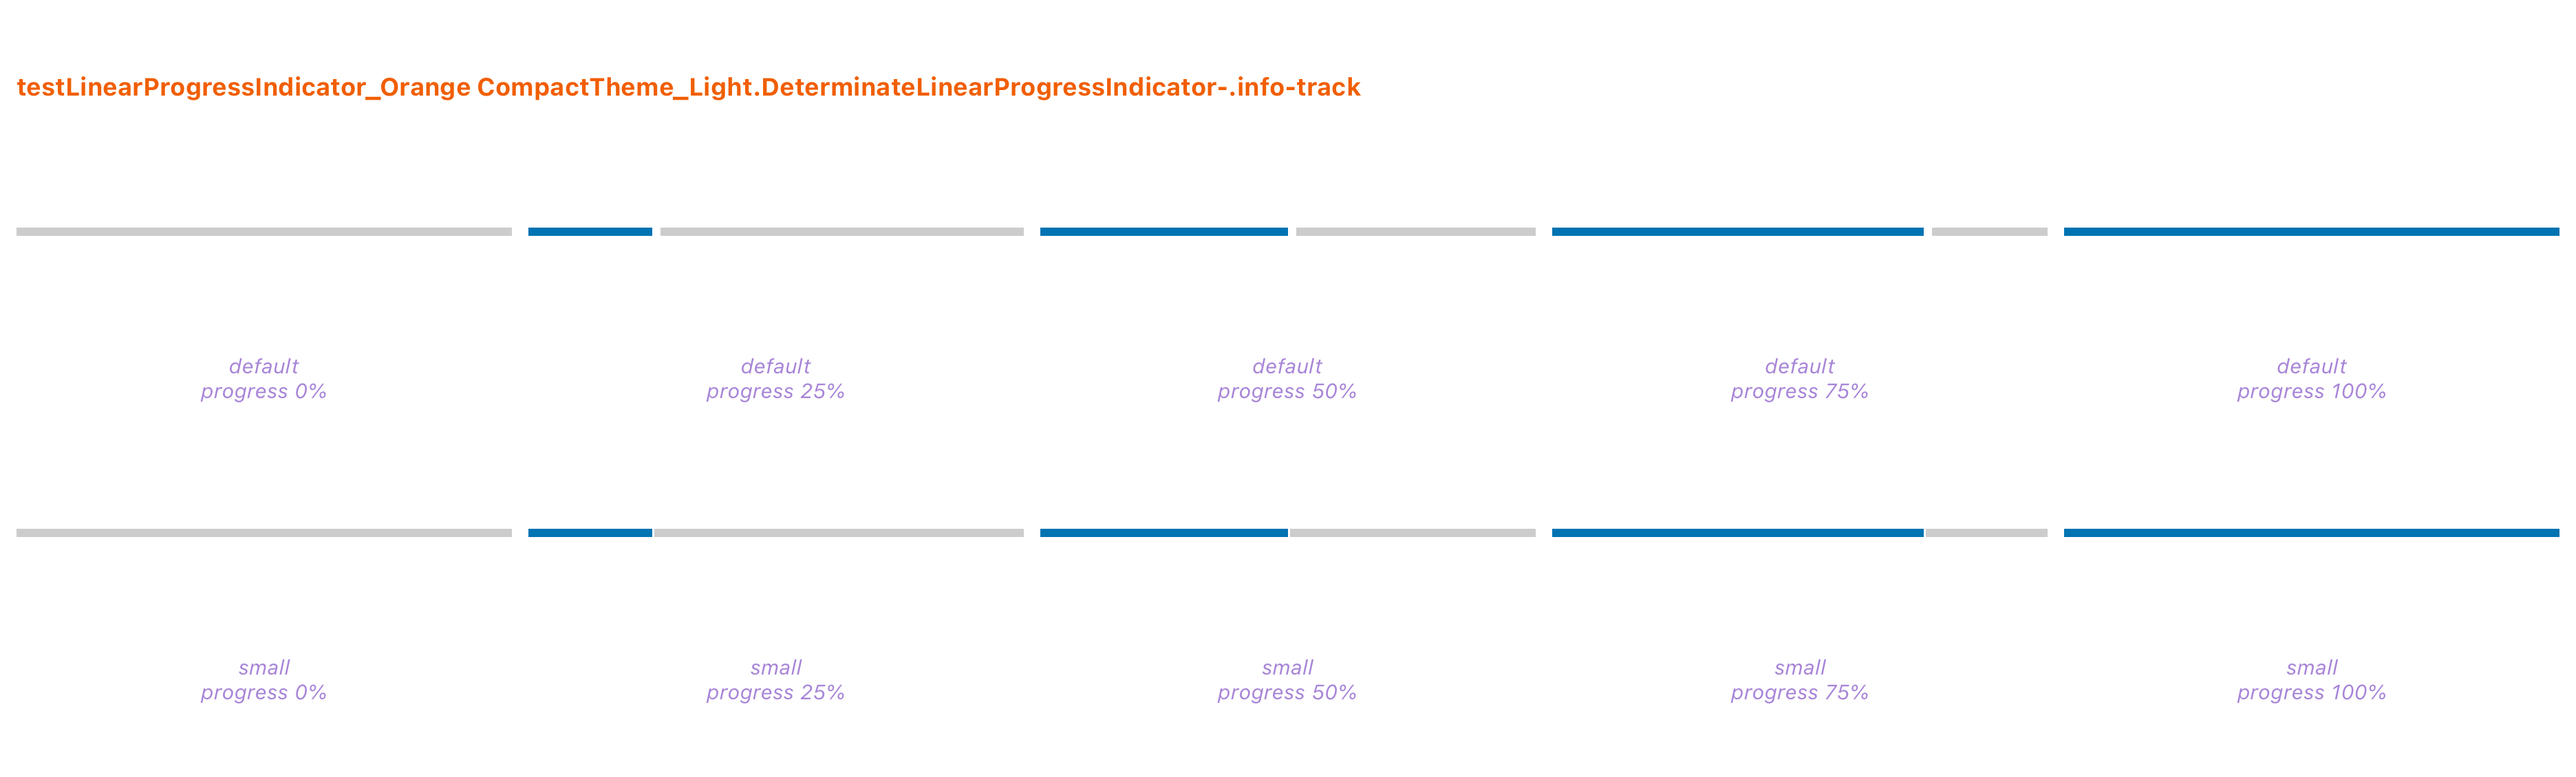 testLinearProgressIndicator_Orange CompactTheme_Light.DeterminateLinearProgressIndicator-.info-track
default
progress 0%
default
progress 25%
default
progress 50%
default
progress 75%
default
progress 100%
small
progress 0%
small
progress 25%
small
progress 50%
small
progress 75%
small
progress 100%